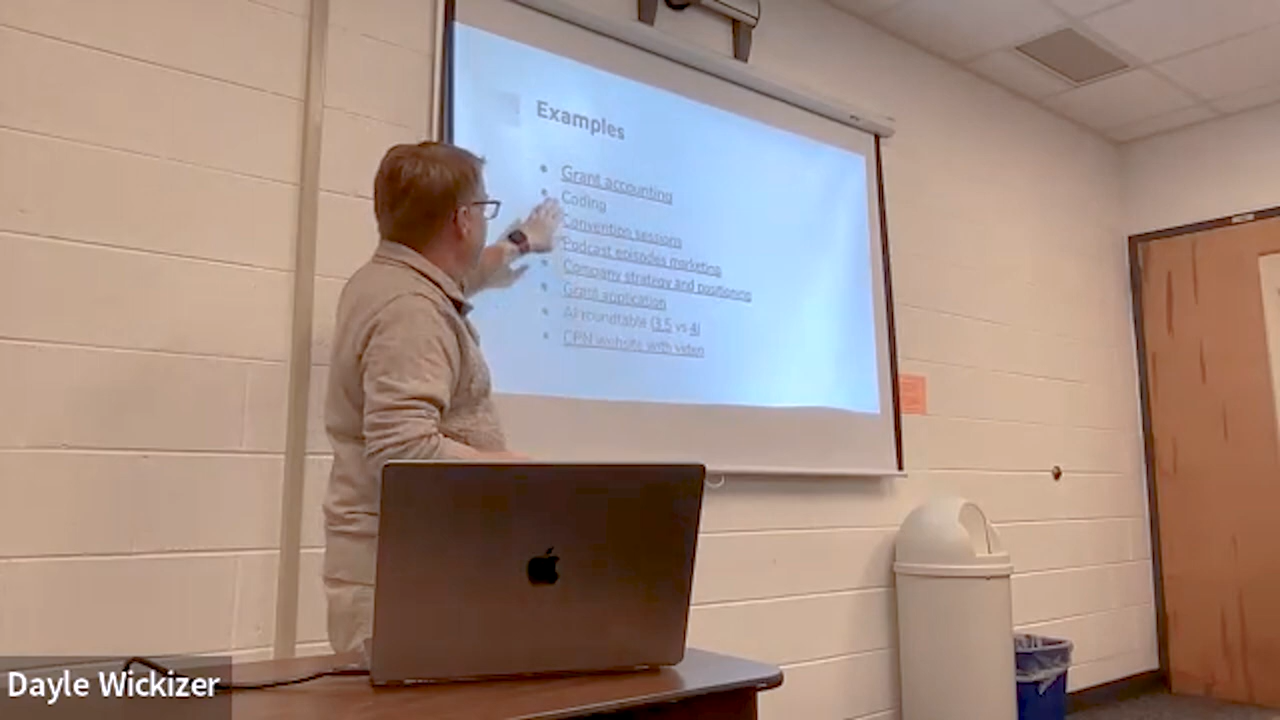 Examples
Grant accounting
Coding
Convention sessions
Podcast episodes marketing
Company strategy and positioning
Grant application
AI roundtable (3.5 vs 4)
CPN website with video
Dayle Wickizer